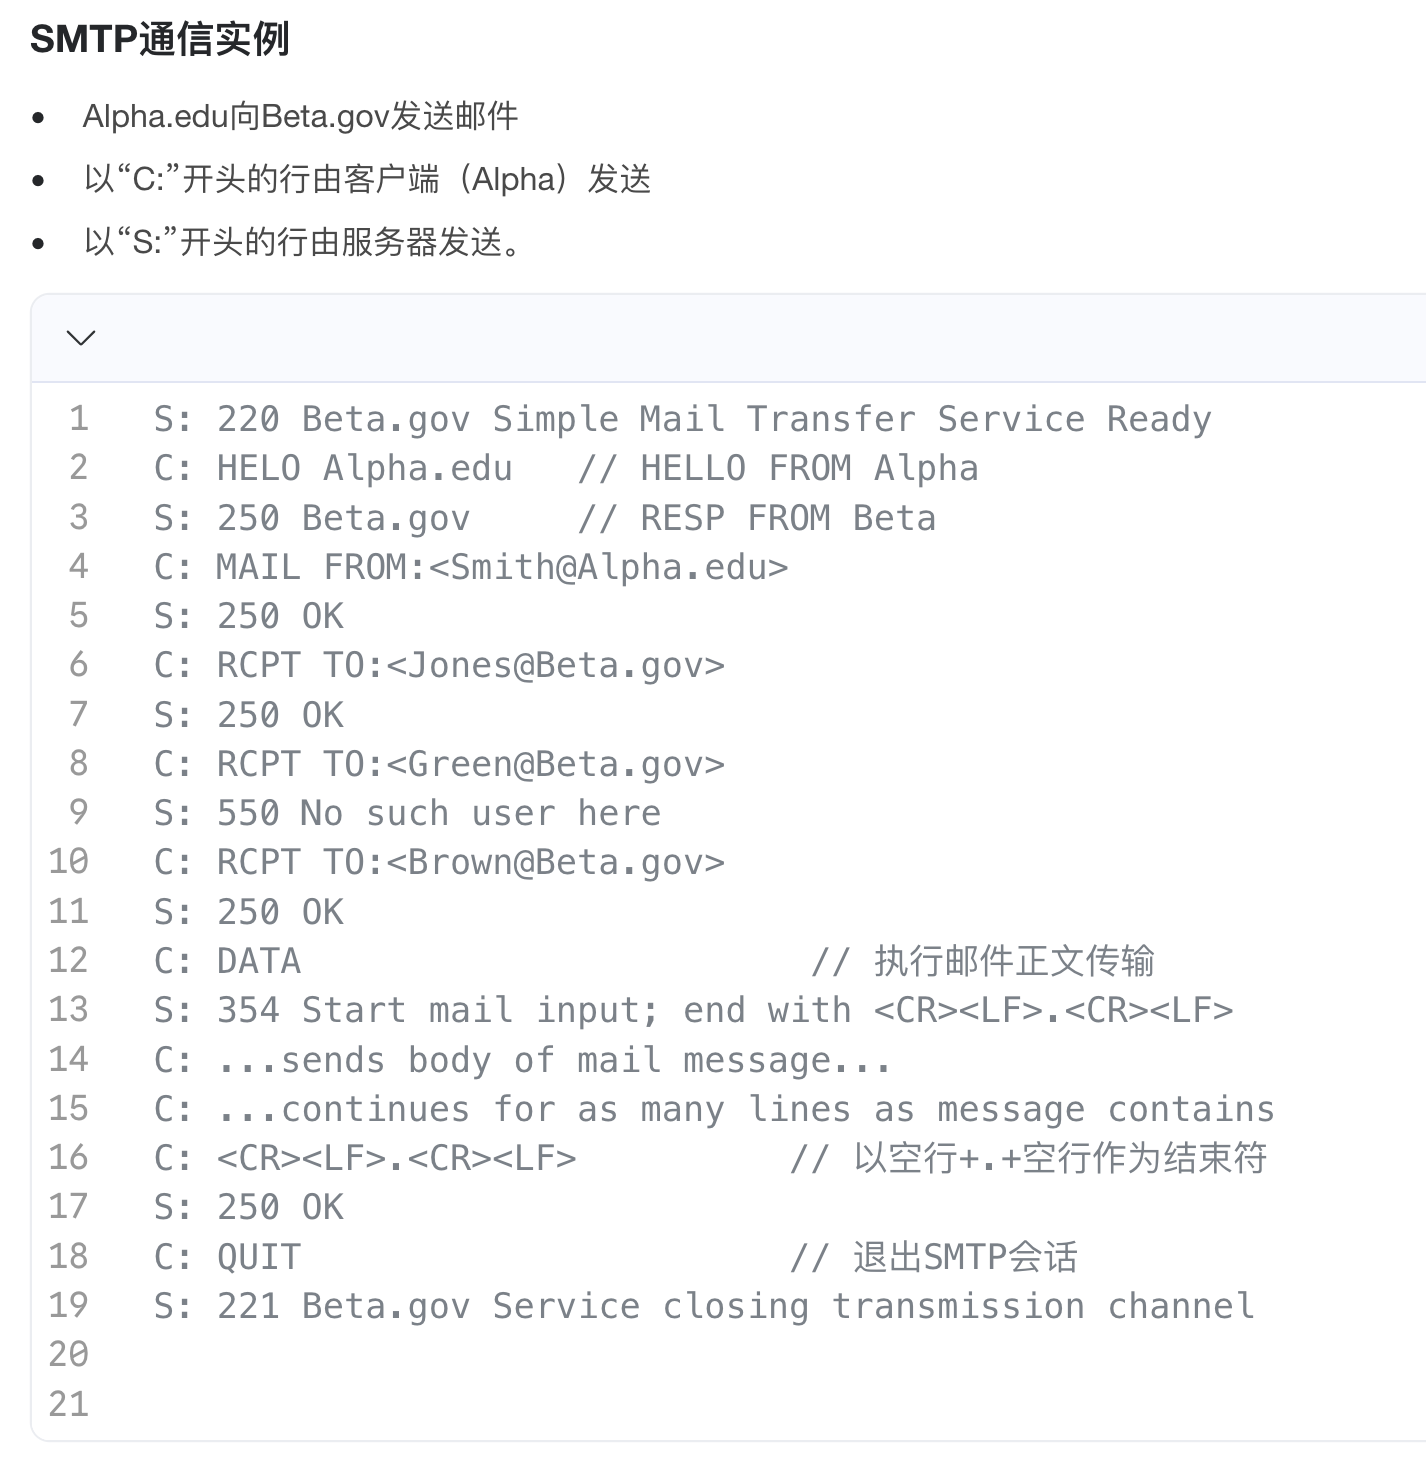 SMTP通信实例
• Alpha.edu向Beta.gov发送邮件
• 以“C:”开头的行由客户端（Alpha）发送
• 以“S:”开头的行由服务器发送。
1 S: 220 Beta.gov Simple Mail Transfer Service Ready
2 C: HELO Alpha.edu   // HELLO FROM Alpha
3 S: 250 Beta.gov     // RESP FROM Beta
4 C: MAIL FROM:<Smith@Alpha.edu>
5 S: 250 OK
6 C: RCPT TO:<Jones@Beta.gov>
7 S: 250 OK
8 C: RCPT TO:<Green@Beta.gov>
9 S: 550 No such user here
10 C: RCPT TO:<Brown@Beta.gov>
11 S: 250 OK
12 C: DATA                        // 执行邮件正文传输
13 S: 354 Start mail input; end with <CR><LF>.<CR><LF>
14 C: ...sends body of mail message...
15 C: ...continues for as many lines as message contains
16 C: <CR><LF>.<CR><LF>          // 以空行+.+空行作为结束符
17 S: 250 OK
18 C: QUIT                       // 退出SMTP会话
19 S: 221 Beta.gov Service closing transmission channel
20
21